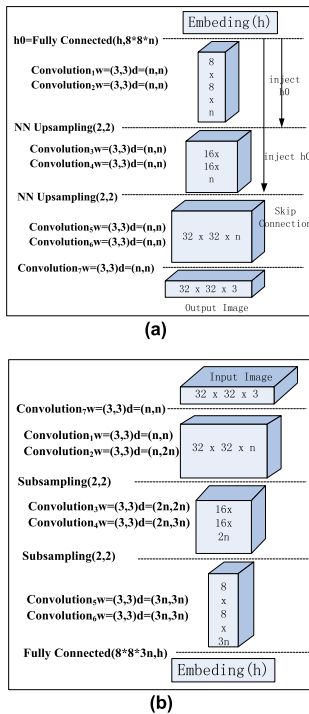 Embeding(h)
h0=Fully Connected(h,8*8*n)
Convolution₁w=(3,3)d=(n,n)
Convolution₂w=(3,3)d=(n,n)
8
x
8
x
n
inject
h0
NN Upsampling(2,2)
Convolution₃w=(3,3)d=(n,n)
Convolution₄w=(3,3)d=(n,n)
16x
16x
n
inject h0
NN Upsampling(2,2)
Skip
Connection
Convolution₅w=(3,3)d=(n,n)
Convolution₆w=(3,3)d=(n,n)
32 x 32 x n
Convolution₇w=(3,3)d=(n,n)
32 x 32 x 3
Output Image
(a)
Input Image
32 x 32 x 3
Convolution₇w=(3,3)d=(n,n)
Convolution₁w=(3,3)d=(n,n)
Convolution₂w=(3,3)d=(n,2n)
32 x 32 x n
Subsampling(2,2)
Convolution₃w=(3,3)d=(2n,2n)
Convolution₄w=(3,3)d=(2n,3n)
16x
16x
2n
Subsampling(2,2)
8
x
8
x
3n
Convolution₅w=(3,3)d=(3n,3n)
Convolution₆w=(3,3)d=(3n,3n)
Fully Connected(8*8*3n,h)
Embeding(h)
(b)